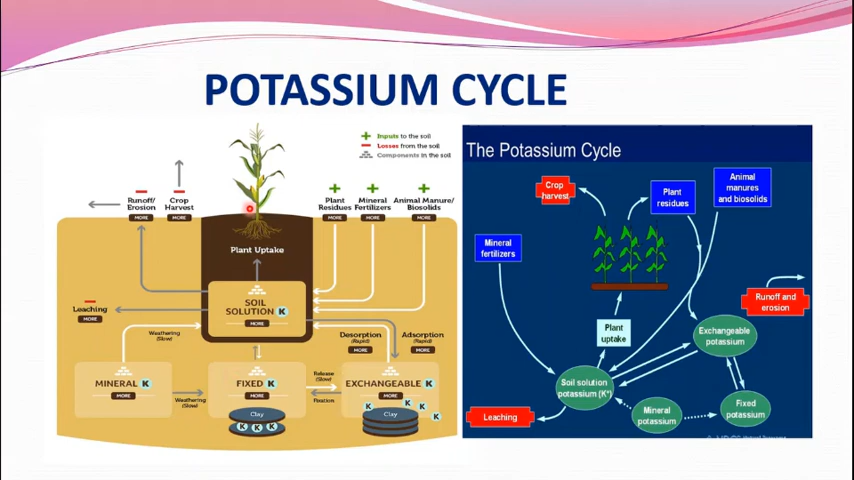 POTASSIUM CYCLE
Inputs to the soil
Losses from the soil
Components in the soil
Runoff/
Erosion
MORE
Crop
Harvest
MORE
Plant
Residues
MORE
Mineral
Fertilizers
MORE
Animal Manure/
Biosolids
MORE
Plant Uptake
SOIL
SOLUTION K
MORE
Leaching
MORE
Weathering
(Slow)
Desorption
(Rapid)
MORE
Adsorption
(Rapid)
MORE
MINERAL K
MORE
Weathering
(Slow)
FIXED K
MORE
Release
(Slow)
Fixation
EXCHANGEABLE K
MORE
Clay
K K K
Clay
K K K K
The Potassium Cycle
Crop
harvest
Plant
residues
Animal
manures
and biosolids
Mineral
fertilizers
Runoff and
erosion
Plant
uptake
Exchangeable
potassium
Soil solution
potassium (K+)
Leaching
Mineral
potassium
Fixed
potassium